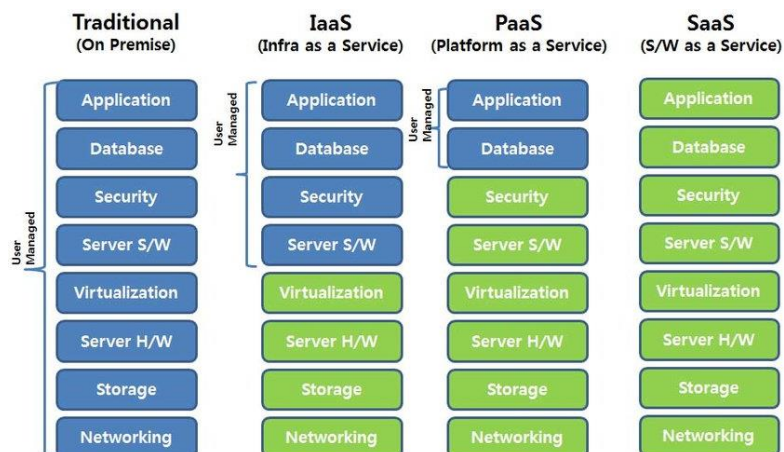 Traditional
(On Premise)
IaaS
(Infra as a Service)
PaaS
(Platform as a Service)
SaaS
(S/W as a Service)
User
Managed
Application
Database
Security
Server S/W
Virtualization
Server H/W
Storage
Networking
User
Managed
Application
Database
Security
Server S/W
Virtualization
Server H/W
Storage
Networking
User
Managed
Application
Database
Security
Server S/W
Virtualization
Server H/W
Storage
Networking
Application
Database
Security
Server S/W
Virtualization
Server H/W
Storage
Networking